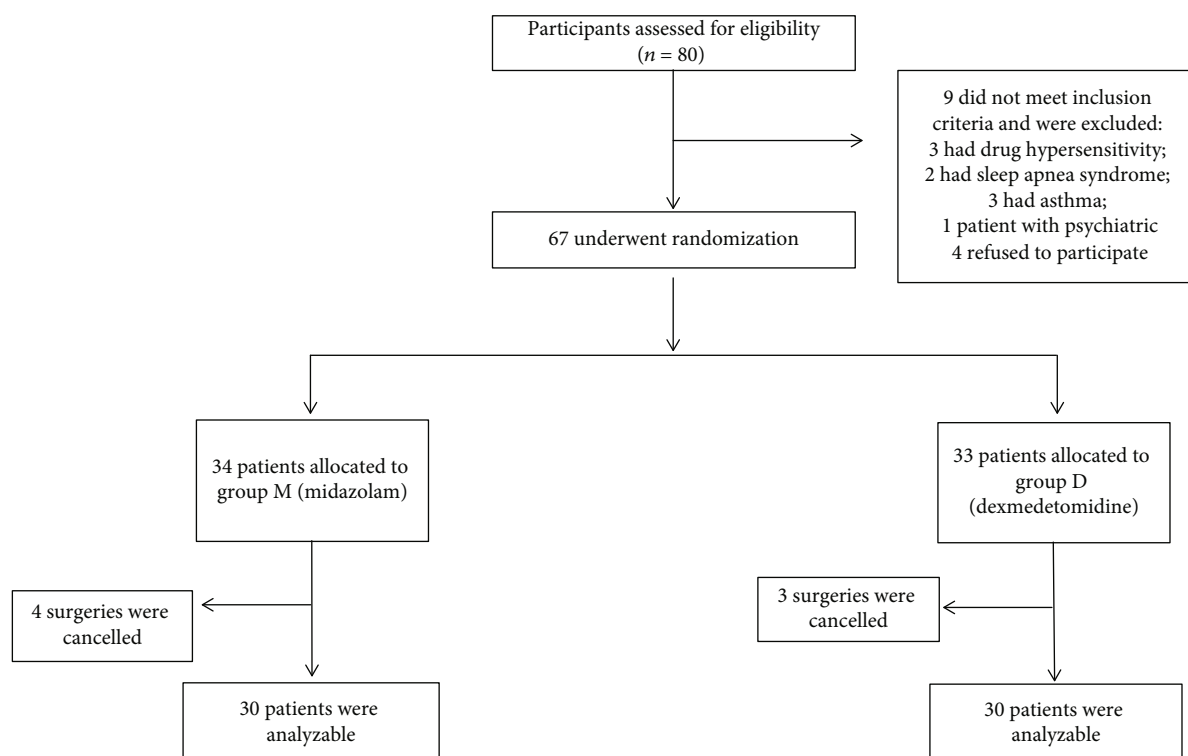 Participants assessed for eligibility
(n = 80)
9 did not meet inclusion
criteria and were excluded:
3 had drug hypersensitivity;
2 had sleep apnea syndrome;
3 had asthma;
1 patient with psychiatric
4 refused to participate
67 underwent randomization
34 patients allocated to
group M (midazolam)
33 patients allocated to
group D
(dexmedetomidine)
4 surgeries were
cancelled
3 surgeries were
cancelled
30 patients were
analyzable
30 patients were
analyzable